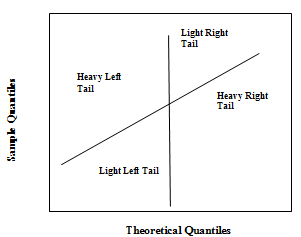 Light Right
Tail
Heavy Left
Tail
Heavy Right
Tail
Light Left Tail
Sample Quantiles
Theoretical Quantiles